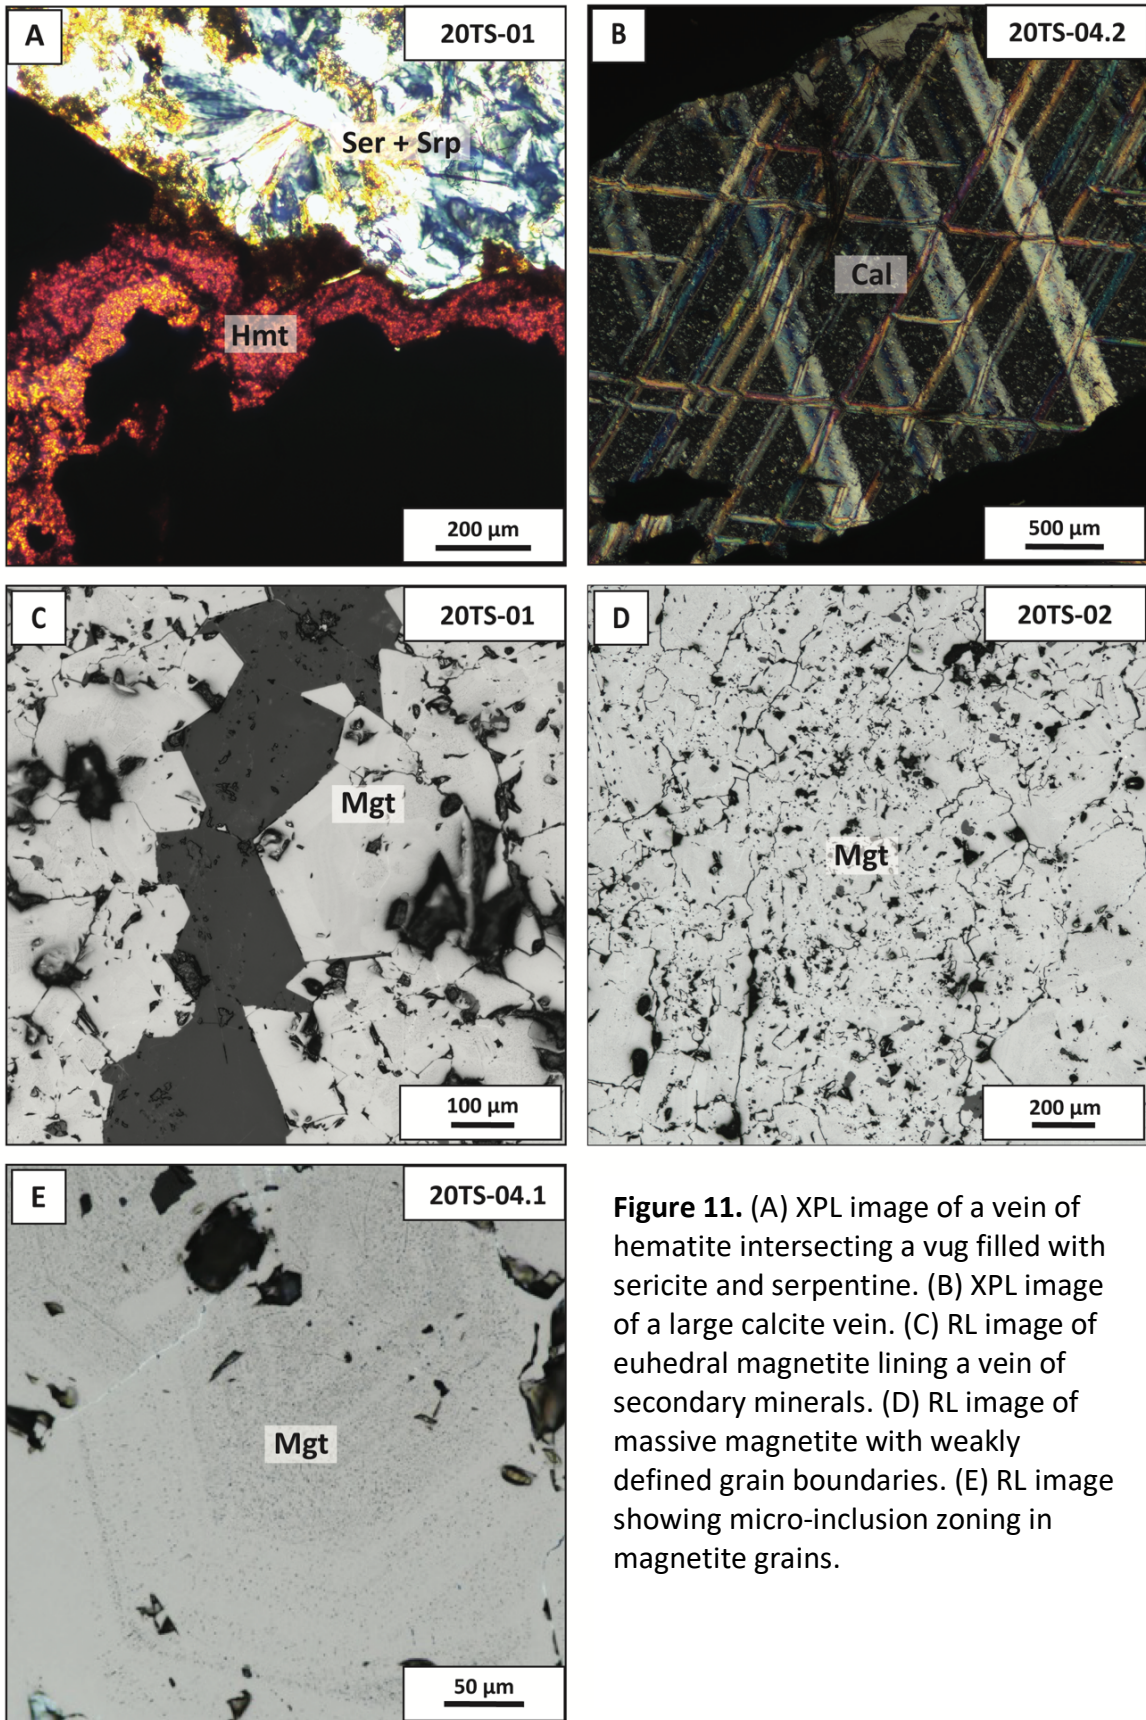 A
20TS-01
Ser + Srp
Hmt
200 µm
B
20TS-04.2
Cal
500 µm
C
20TS-01
Mgt
100 µm
D
20TS-02
Mgt
200 µm
E
20TS-04.1
Mgt
50 µm
Figure 11. (A) XPL image of a vein of
hematite intersecting a vug filled with
sericite and serpentine. (B) XPL image
of a large calcite vein. (C) RL image of
euhedral magnetite lining a vein of
secondary minerals. (D) RL image of
massive magnetite with weakly
defined grain boundaries. (E) RL image
showing micro-inclusion zoning in
magnetite grains.